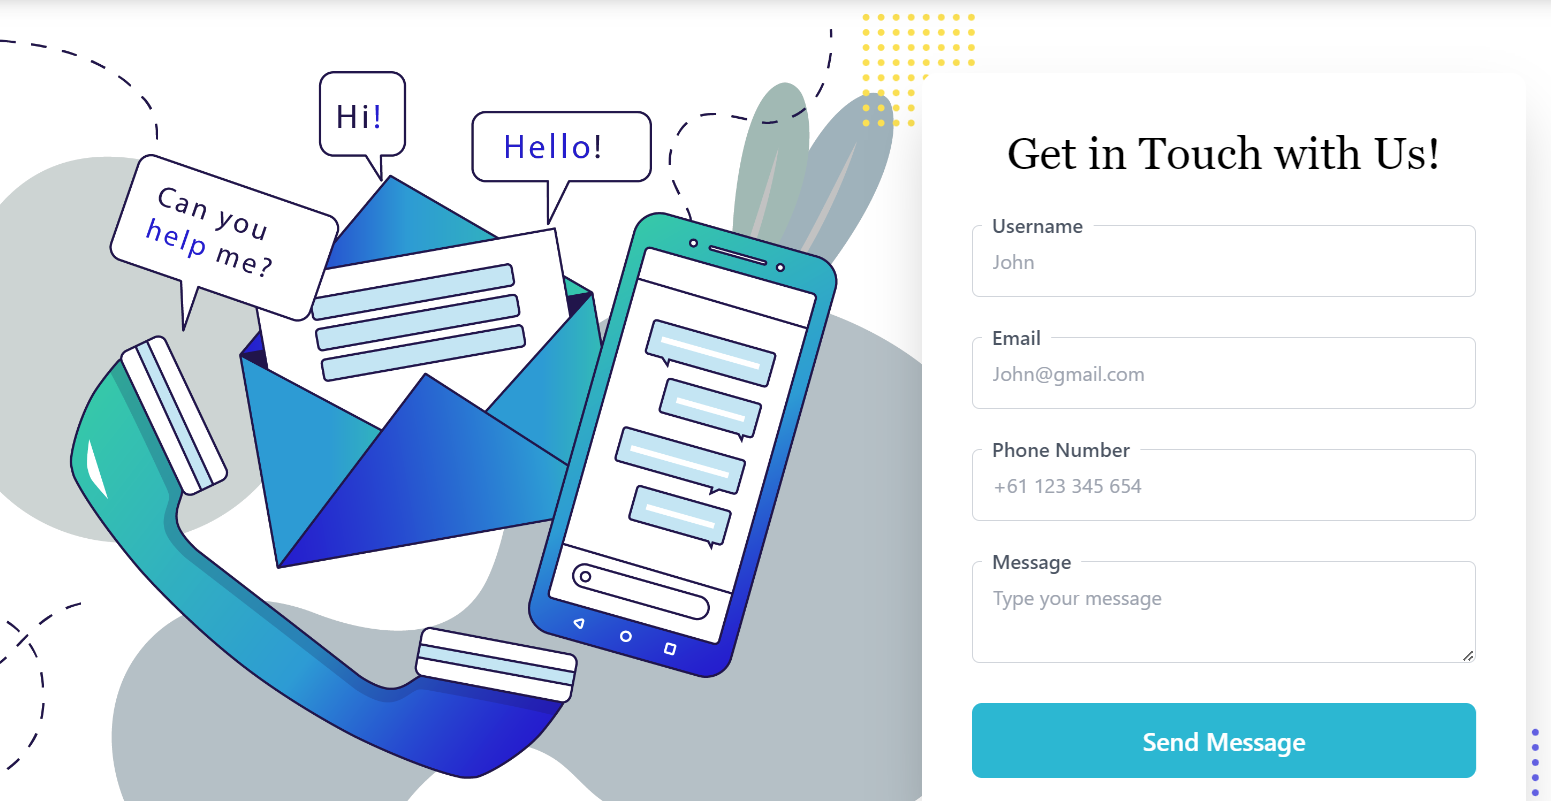 Hi!
Hello!
Can you
help me?
Get in Touch with Us!
Username
John
Email
John@gmail.com
Phone Number
+61 123 345 654
Message
Type your message
Send Message